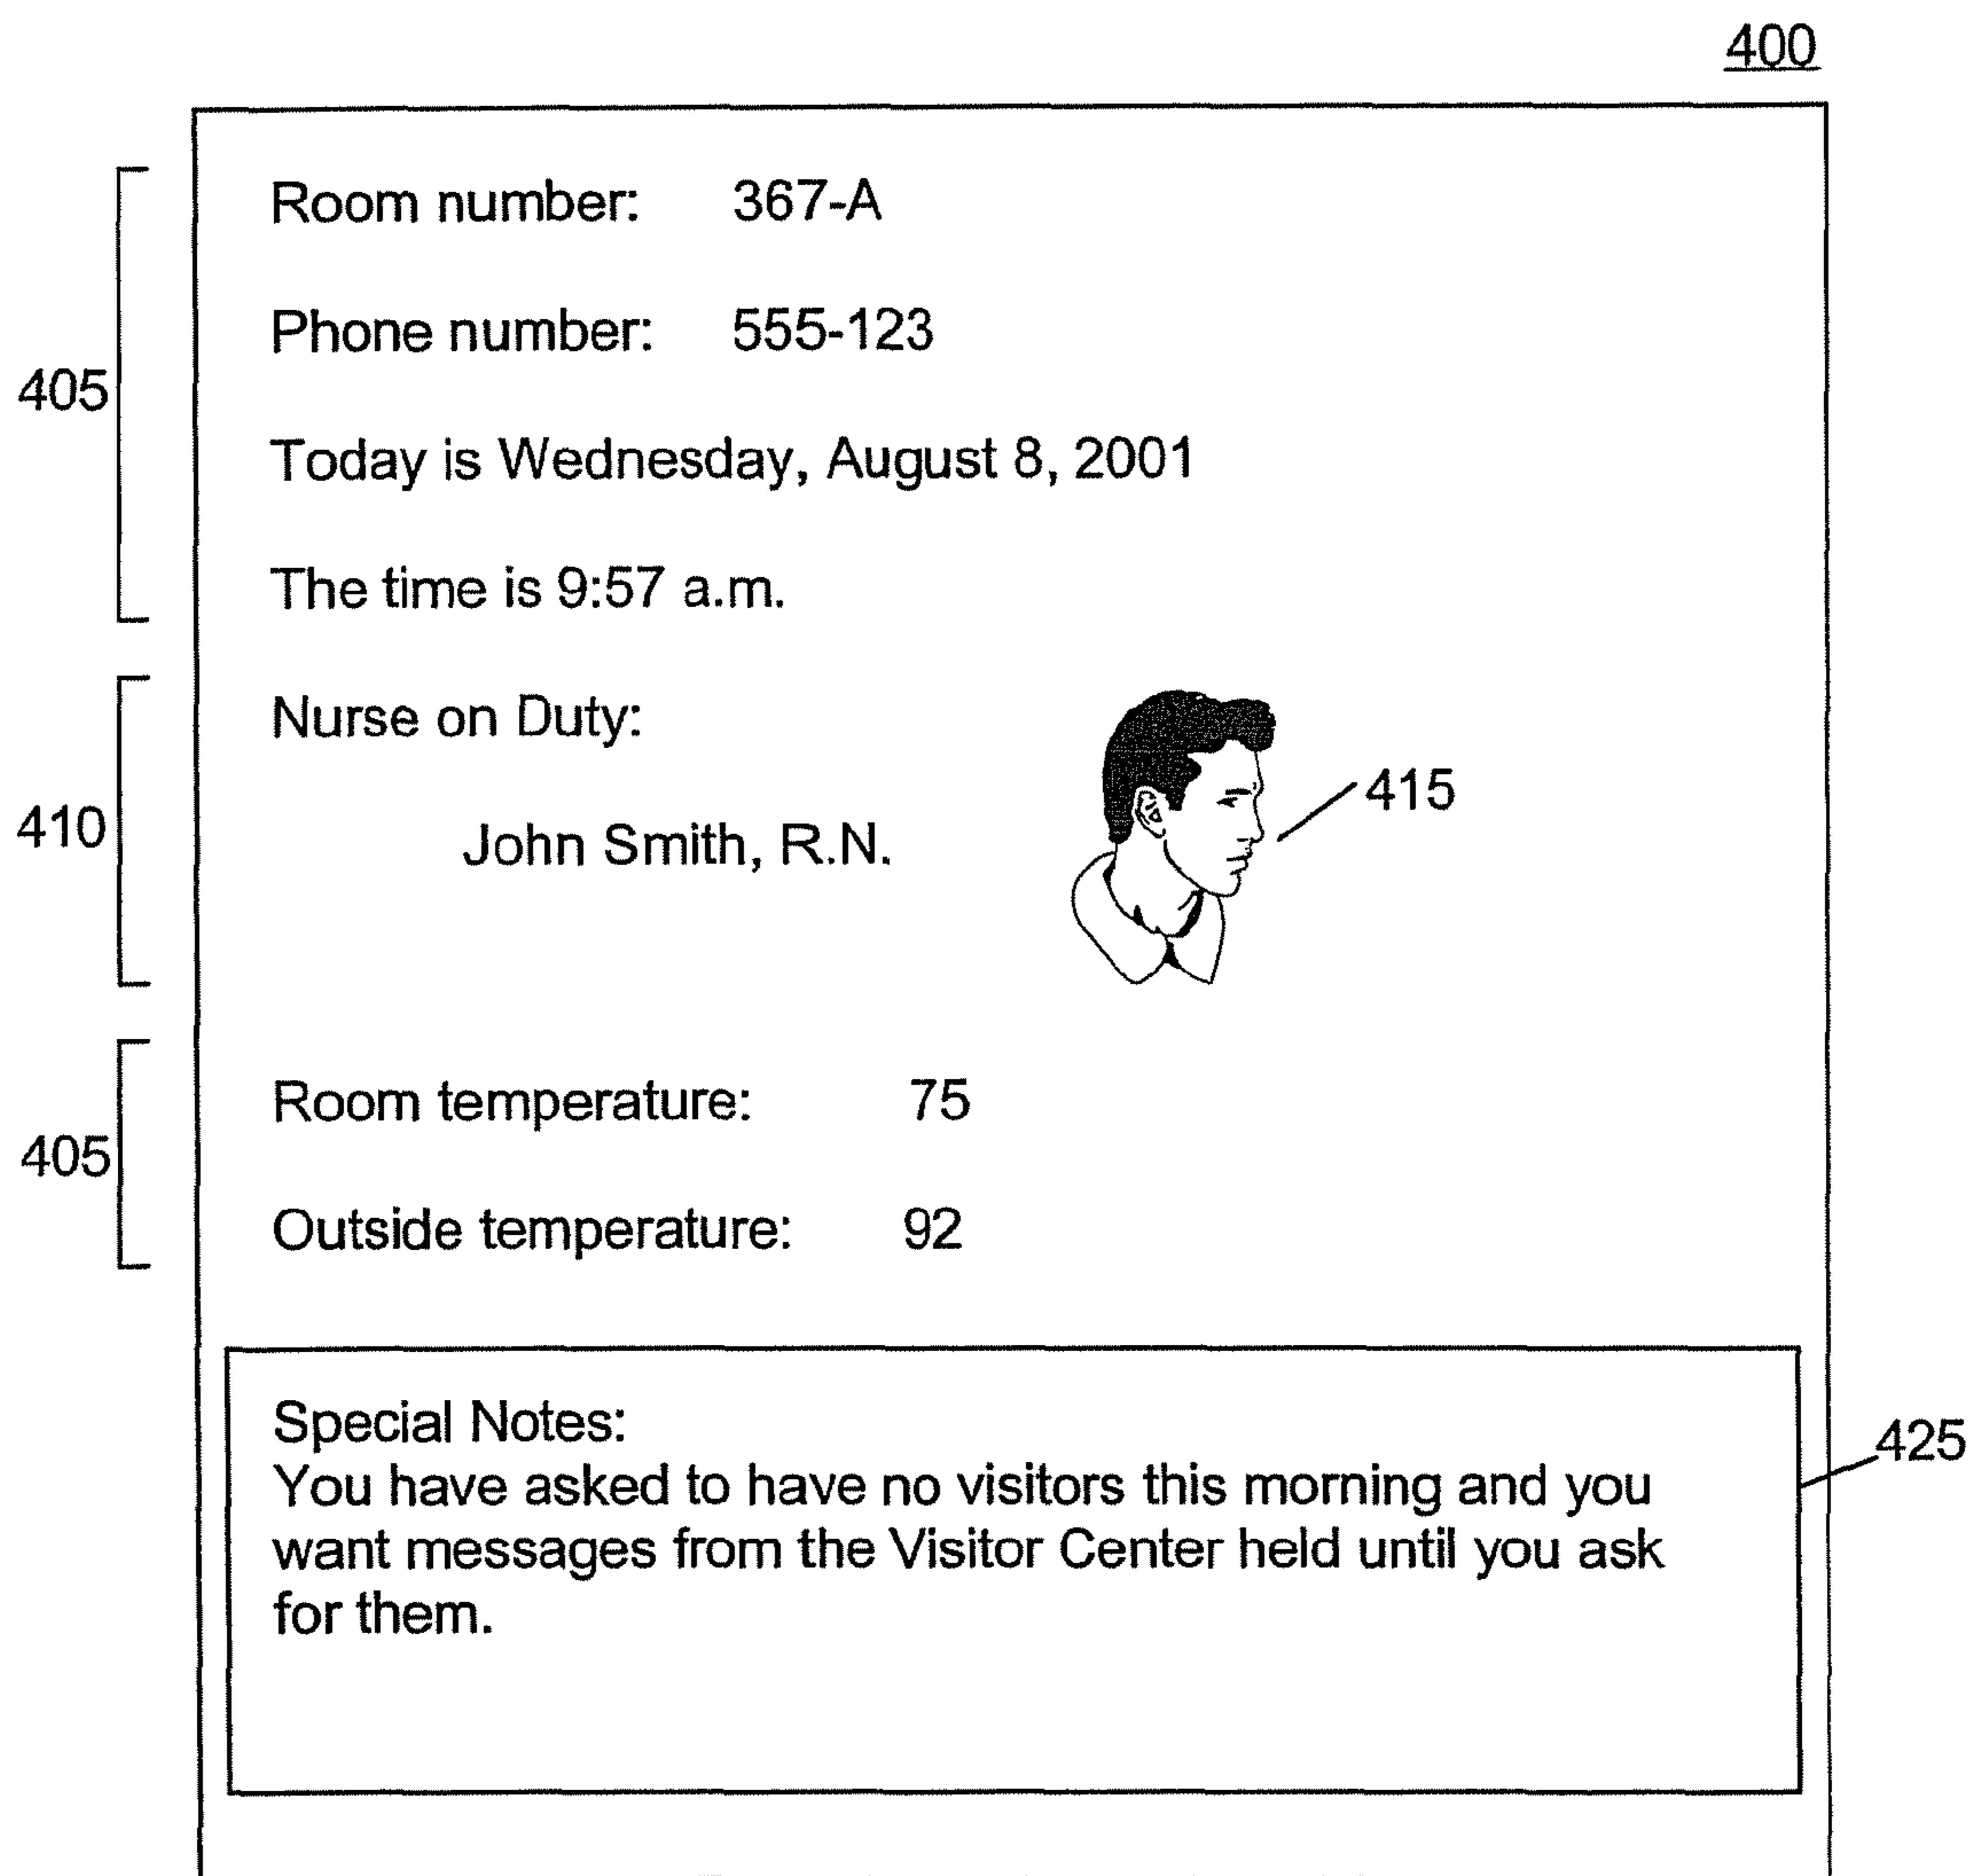 400
Room number: 367-A
Phone number: 555-123
405
Today is Wednesday, August 8, 2001
The time is 9:57 a.m.
Nurse on Duty:
415
410
John Smith, R.N.
Room temperature: 75
405
Outside temperature: 92
Special Notes:
425
You have asked to have no visitors this morning and you
want messages from the Visitor Center held until you ask
for them.